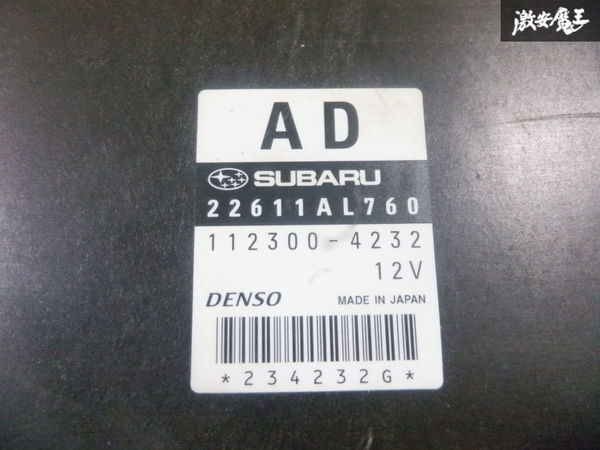 激安魔王
AD
SUBARU
22611AL760
112300-4232
12V
DENSO MADE IN JAPAN
*234232G*